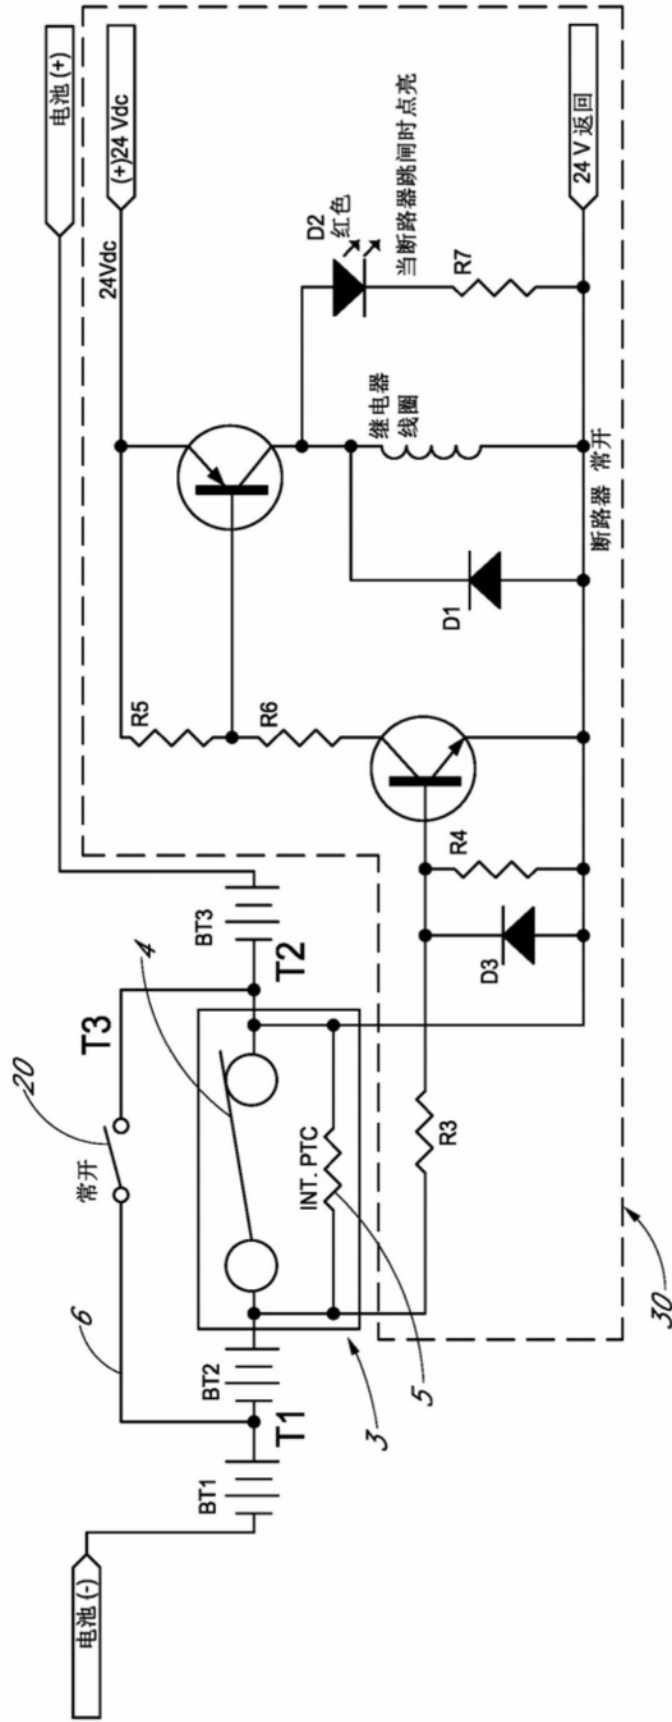 电池 (+)
(+)24 Vdc
24Vdc
D2
红色
当断路器跳闸时点亮
R7
24 V 返回
继电器
线圈
断路器 常开
D1
R5
R6
R4
D3
R3
BT3
T2
T3
20
常开
4
INT. PTC
6
BT2
T1
BT1
3
5
30
电池 (-)